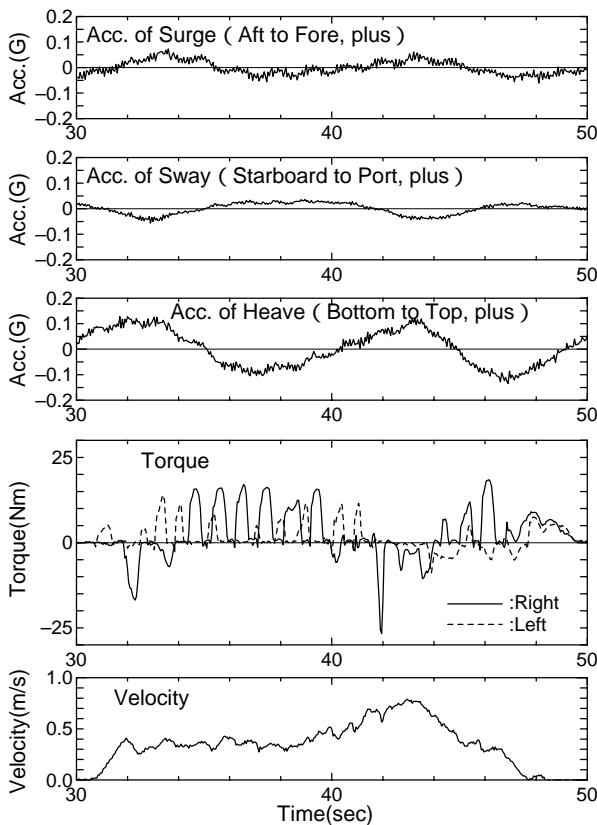 Acc. of Surge ( Aft to Fore, plus )
Acc.(G)
0.2
0.1
0
−0.1
−0.2
30
40
50
Acc. of Sway ( Starboard to Port, plus )
Acc.(G)
0.2
0.1
0
−0.1
−0.2
30
40
50
Acc. of Heave ( Bottom to Top, plus )
Acc.(G)
0.2
0.1
0
−0.1
−0.2
30
40
50
Torque
Torque(Nm)
25
0
−25
:Right
:Left
30
40
50
Velocity
Velocity(m/s)
1.0
0.5
0.0
30
40
50
Time(sec)